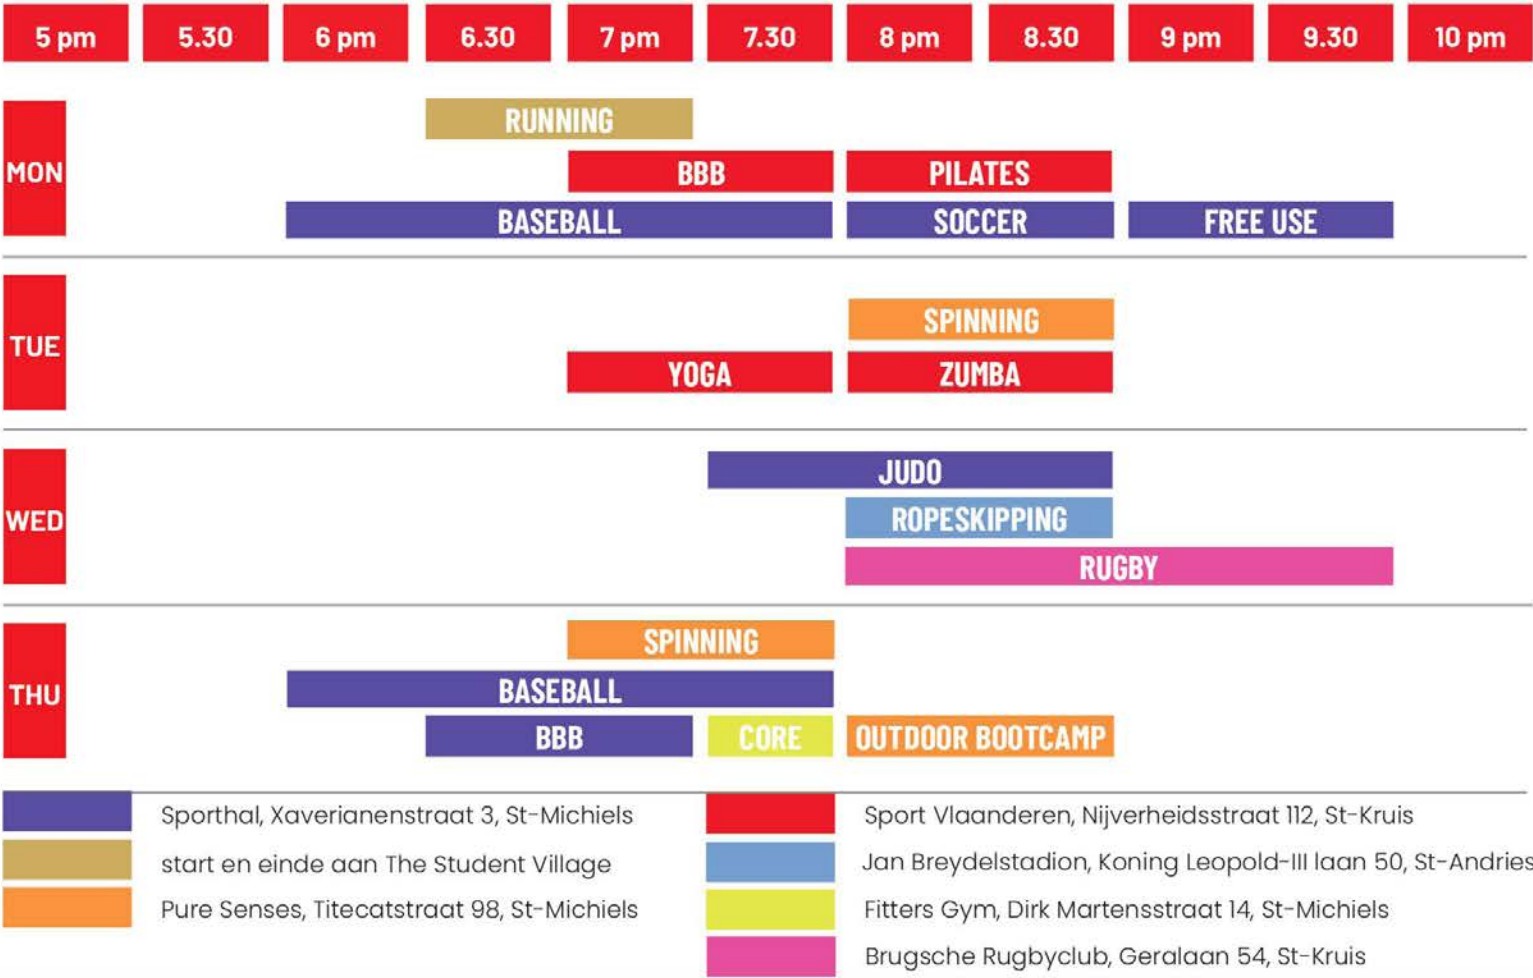 5 pm 5.30 6 pm 6.30 7 pm 7.30 8 pm 8.30 9 pm 9.30 10 pm
MON
RUNNING
BBB PILATES
BASEBALL SOCCER FREE USE
TUE
SPINNING
YOGA ZUMBA
WED
JUDO
ROPESKIPPING
RUGBY
THU
SPINNING
BASEBALL
BBB CORE OUTDOOR BOOTCAMP
Sporthal, Xaverianenstraat 3, St-Michiels
start en einde aan The Student Village
Pure Senses, Titecatstraat 98, St-Michiels
Sport Vlaanderen, Nijverheidsstraat 112, St-Kruis
Jan Breydelstadion, Koning Leopold-III laan 50, St-Andries
Fitters Gym, Dirk Martensstraat 14, St-Michiels
Brugsche Rugbyclub, Geralaan 54, St-Kruis